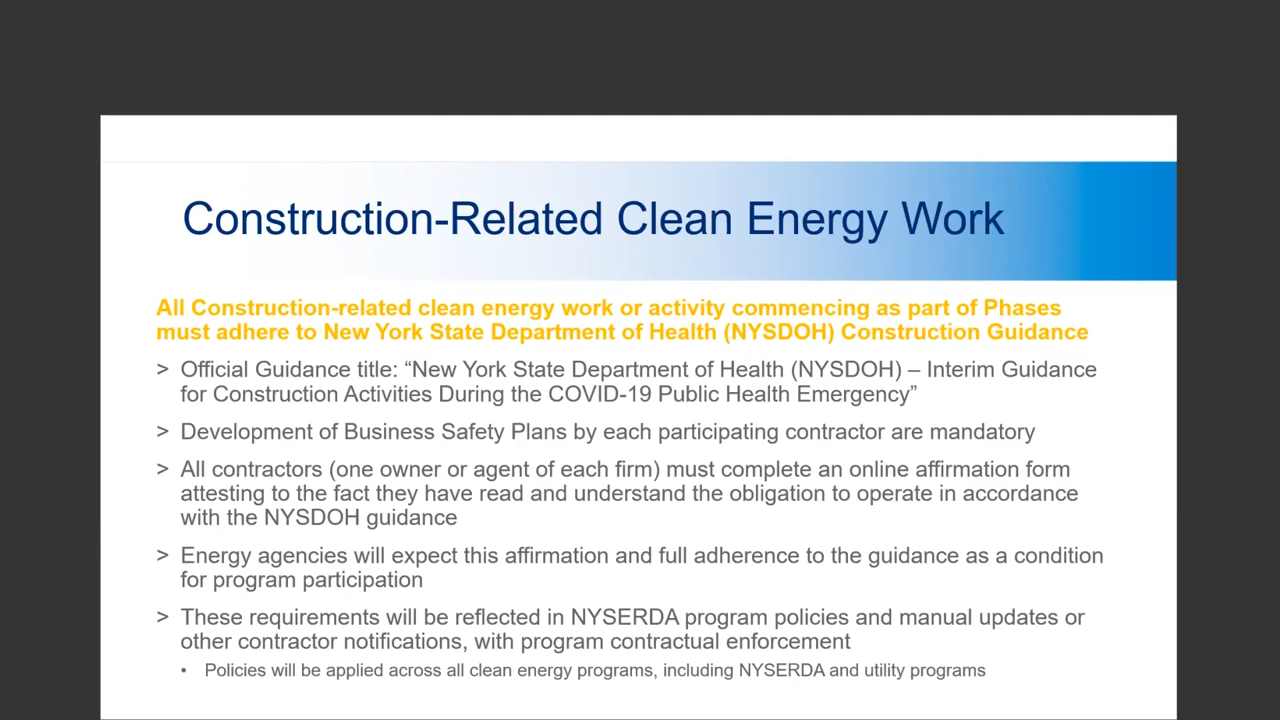 Construction-Related Clean Energy Work
All Construction-related clean energy work or activity commencing as part of Phases
must adhere to New York State Department of Health (NYSDOH) Construction Guidance
> Official Guidance title: “New York State Department of Health (NYSDOH) – Interim Guidance
for Construction Activities During the COVID-19 Public Health Emergency”
> Development of Business Safety Plans by each participating contractor are mandatory
> All contractors (one owner or agent of each firm) must complete an online affirmation form
attesting to the fact they have read and understand the obligation to operate in accordance
with the NYSDOH guidance
> Energy agencies will expect this affirmation and full adherence to the guidance as a condition
for program participation
> These requirements will be reflected in NYSERDA program policies and manual updates or
other contractor notifications, with program contractual enforcement
• Policies will be applied across all clean energy programs, including NYSERDA and utility programs